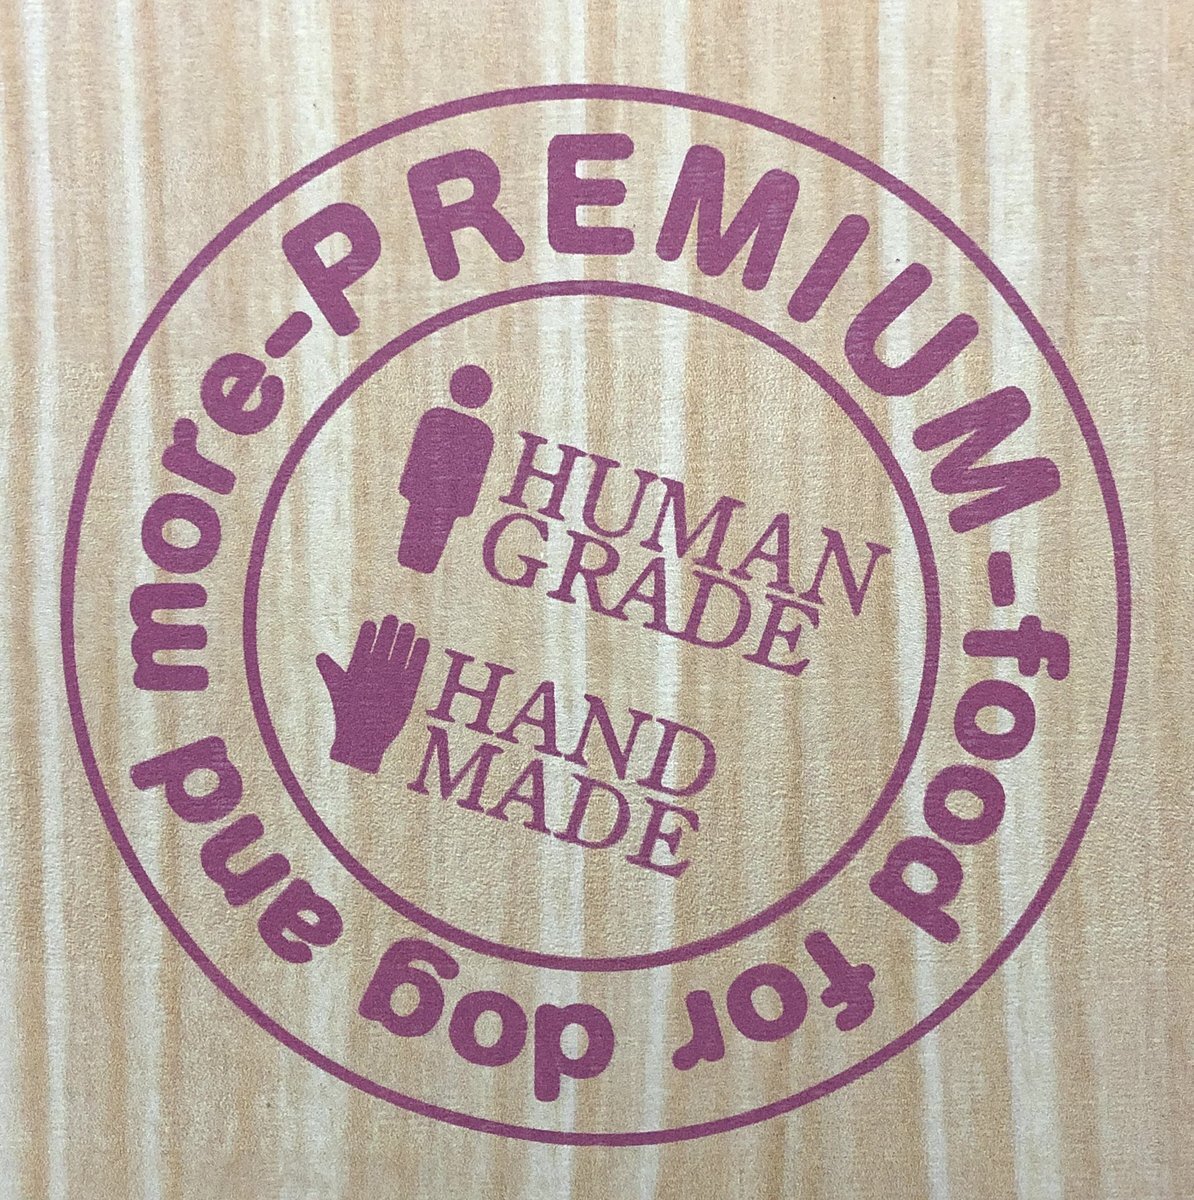 PREMIUM-food for dog and more-
HUMAN
GRADE
HAND
MADE